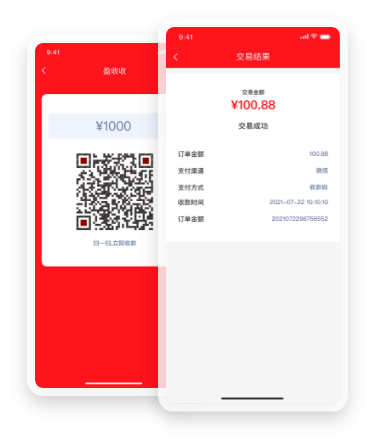 9:41
盈收收
¥1000
扫一扫,立即收款
9:41
交易结果
交易金额
¥100.88
交易成功
订单金额 100.88
支付渠道 微信
支付方式 收款码
收款时间 2021-07-22 10:10:10
订单金额 2021072298756552